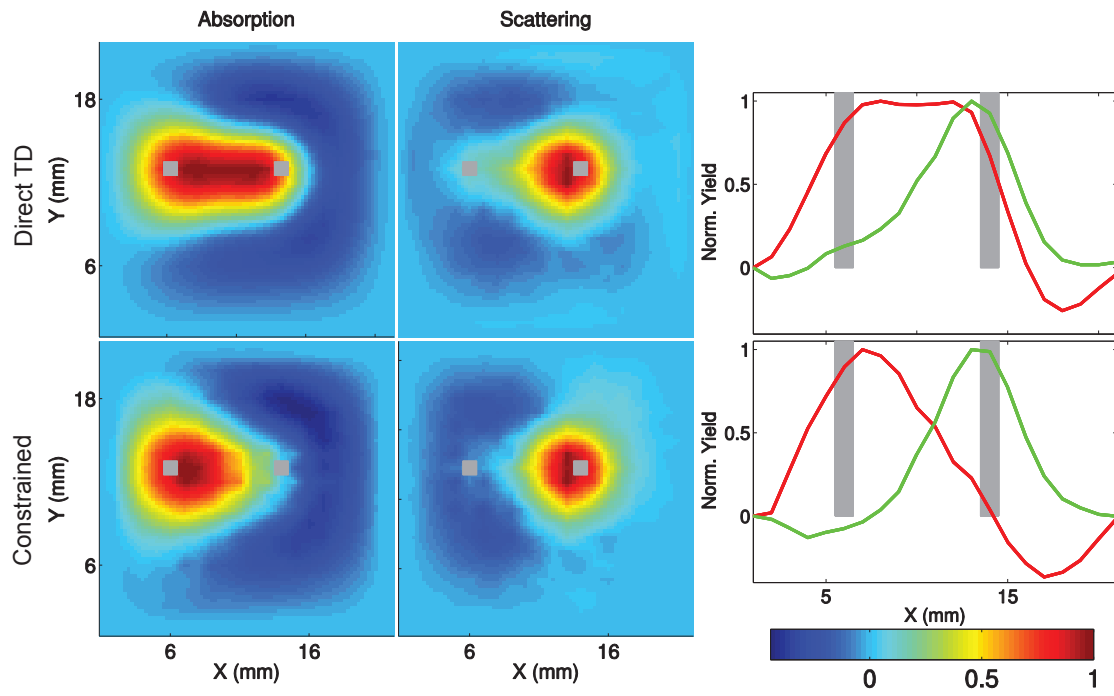 Absorption
Scattering
Direct TD
Y (mm)
18
6
Norm. Yield
1
0.5
0
Constrained
Y (mm)
18
6
6
16
X (mm)
6
16
X (mm)
Norm. Yield
1
0.5
0
5
15
X (mm)
0
0.5
1